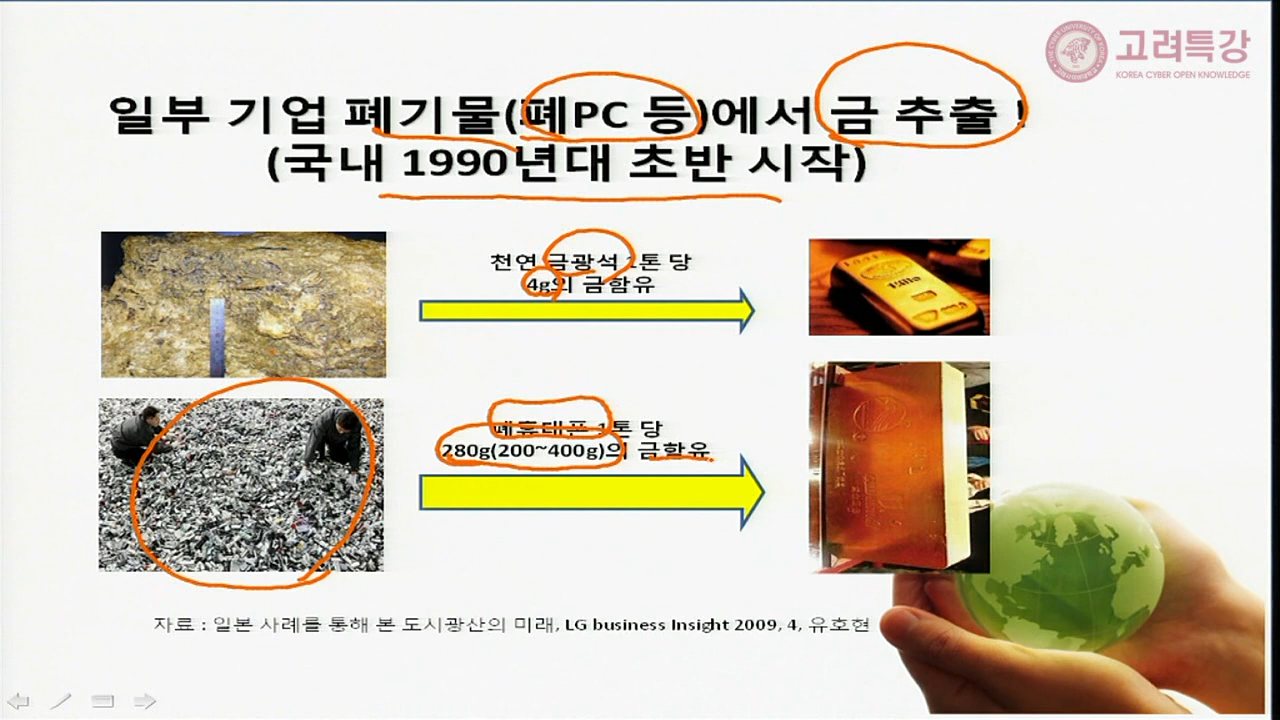 고려특강
KOREA CYBER OPEN KNOWLEDGE
일부 기업 폐기물(폐PC 등)에서 금 추출 !
(국내 1990년대 초반 시작)
천연 금광석 1톤 당
4g의 금함유
폐휴대폰 1톤 당
280g(200~400g)의 금함유
자료 : 일본 사례를 통해 본 도시광산의 미래, LG business Insight 2009, 4, 유호현